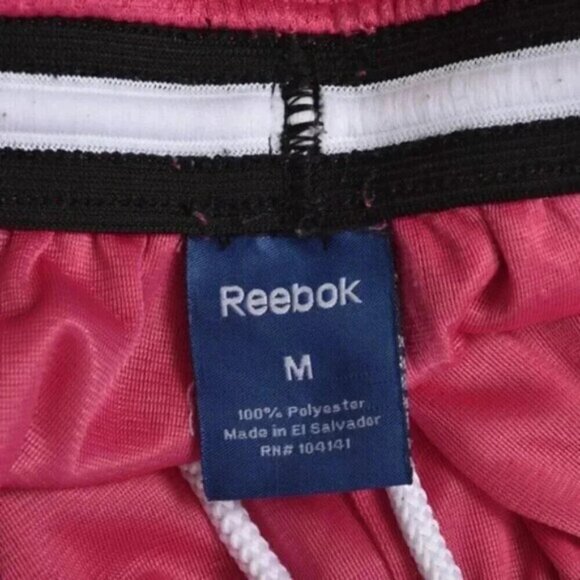 Reebok
M
100% Polyester
Made in El Salvador
RN# 104141